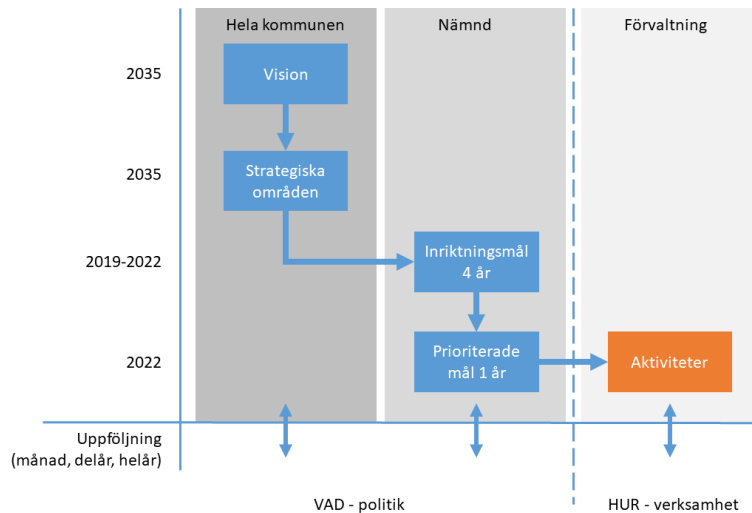 Hela kommunen
Nämnd
Förvaltning
2035
Vision
2035
Strategiska
områden
2019-2022
Inriktningsmål
4 år
2022
Prioriterade
mål 1 år
Aktiviteter
Uppföljning
(månad, delår, helår)
VAD - politik
HUR - verksamhet